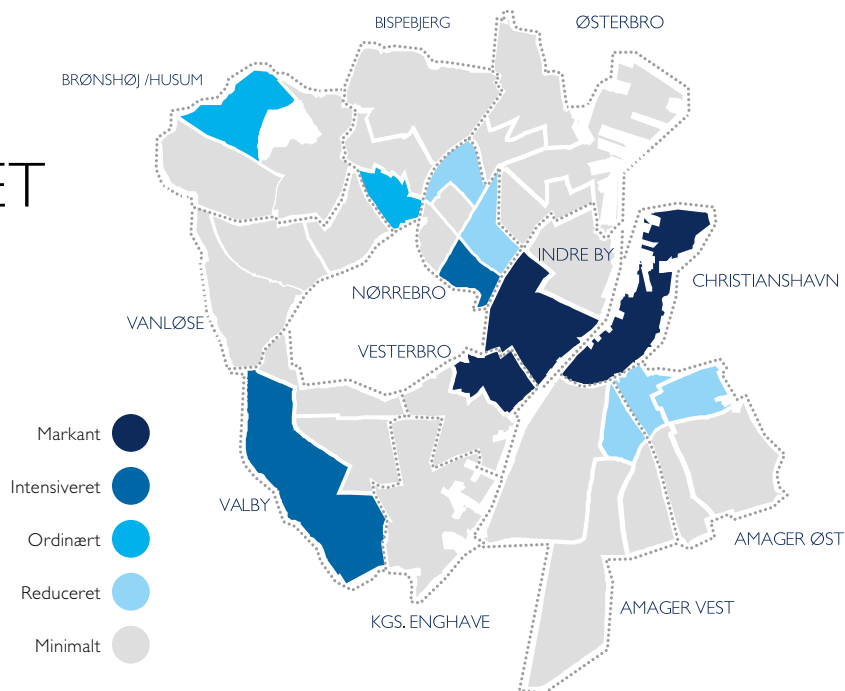 BISPEBJERG
ØSTERBRO
BRØNSHØJ /HUSUM
ET
INDRE BY
CHRISTIANSHAVN
NØRREBRO
VANLØSE
VESTERBRO
Markant
Intensiveret
VALBY
Ordinært
AMAGER ØST
Reduceret
AMAGER VEST
KGS. ENGHAVE
Minimalt